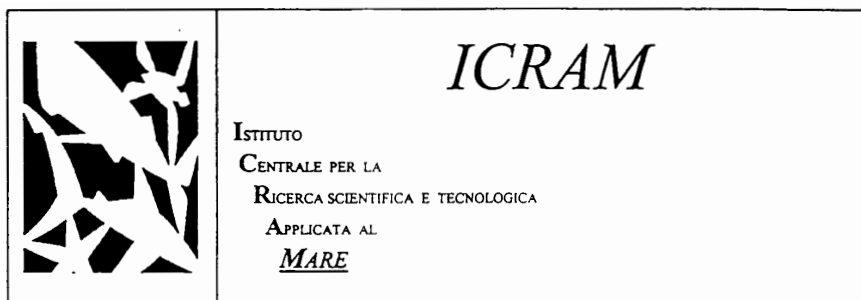 ICRAM
ISTITUTO
CENTRALE PER LA
RICERCA SCIENTIFICA E TECNOLOGICA
APPLICATA AL
MARE